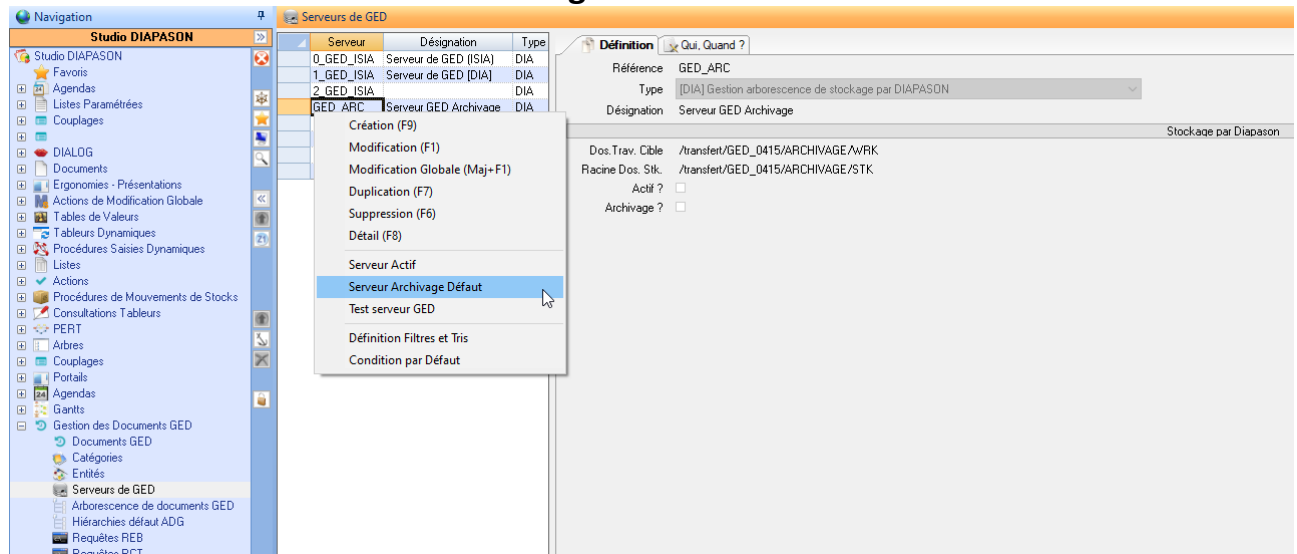 Navigation
Studio DIAPASON
Studio DIAPASON
Favoris
Agendas
Listes Paramétrées
Couplages
DIALOG
Documents
Ergonomies - Présentations
Actions de Modification Globale
Tables de Valeurs
Tableurs Dynamiques
Procédures Saisies Dynamiques
Listes
Actions
Procédures de Mouvements de Stocks
Consultations Tableurs
PERT
Arbres
Couplages
Portails
Agendas
Gantts
Gestion des Documents GED
Documents GED
Catégories
Entités
Serveurs de GED
Arborescence de documents GED
Hiérarchies défaut ADG
Requêtes REB
Requêtes RCT
Serveurs de GED
Serveur Désignation Type
0_GED_ISIA Serveur de GED (ISIA) DIA
1_GED_ISIA Serveur de GED [DIA] DIA
2_GED_ISIA DIA
GED_ARC Serveur GED Archivage DIA
Création (F9)
Modification (F1)
Modification Globale (Maj+F1)
Duplication (F7)
Suppression (F6)
Détail (F8)
Serveur Actif
Serveur Archivage Défaut
Test serveur GED
Définition Filtres et Tris
Condition par Défaut
Définition Qui, Quand ?
Référence GED_ARC
Type [DIA] Gestion arborescence de stockage par DIAPASON
Désignation Serveur GED Archivage
Stockage par Diapason
Dos.Trav. Cible /transfert/GED_0415/ARCHIVAGE/WRK
Racine Dos. Stk. /transfert/GED_0415/ARCHIVAGE/STK
Actif ?
Archivage ?